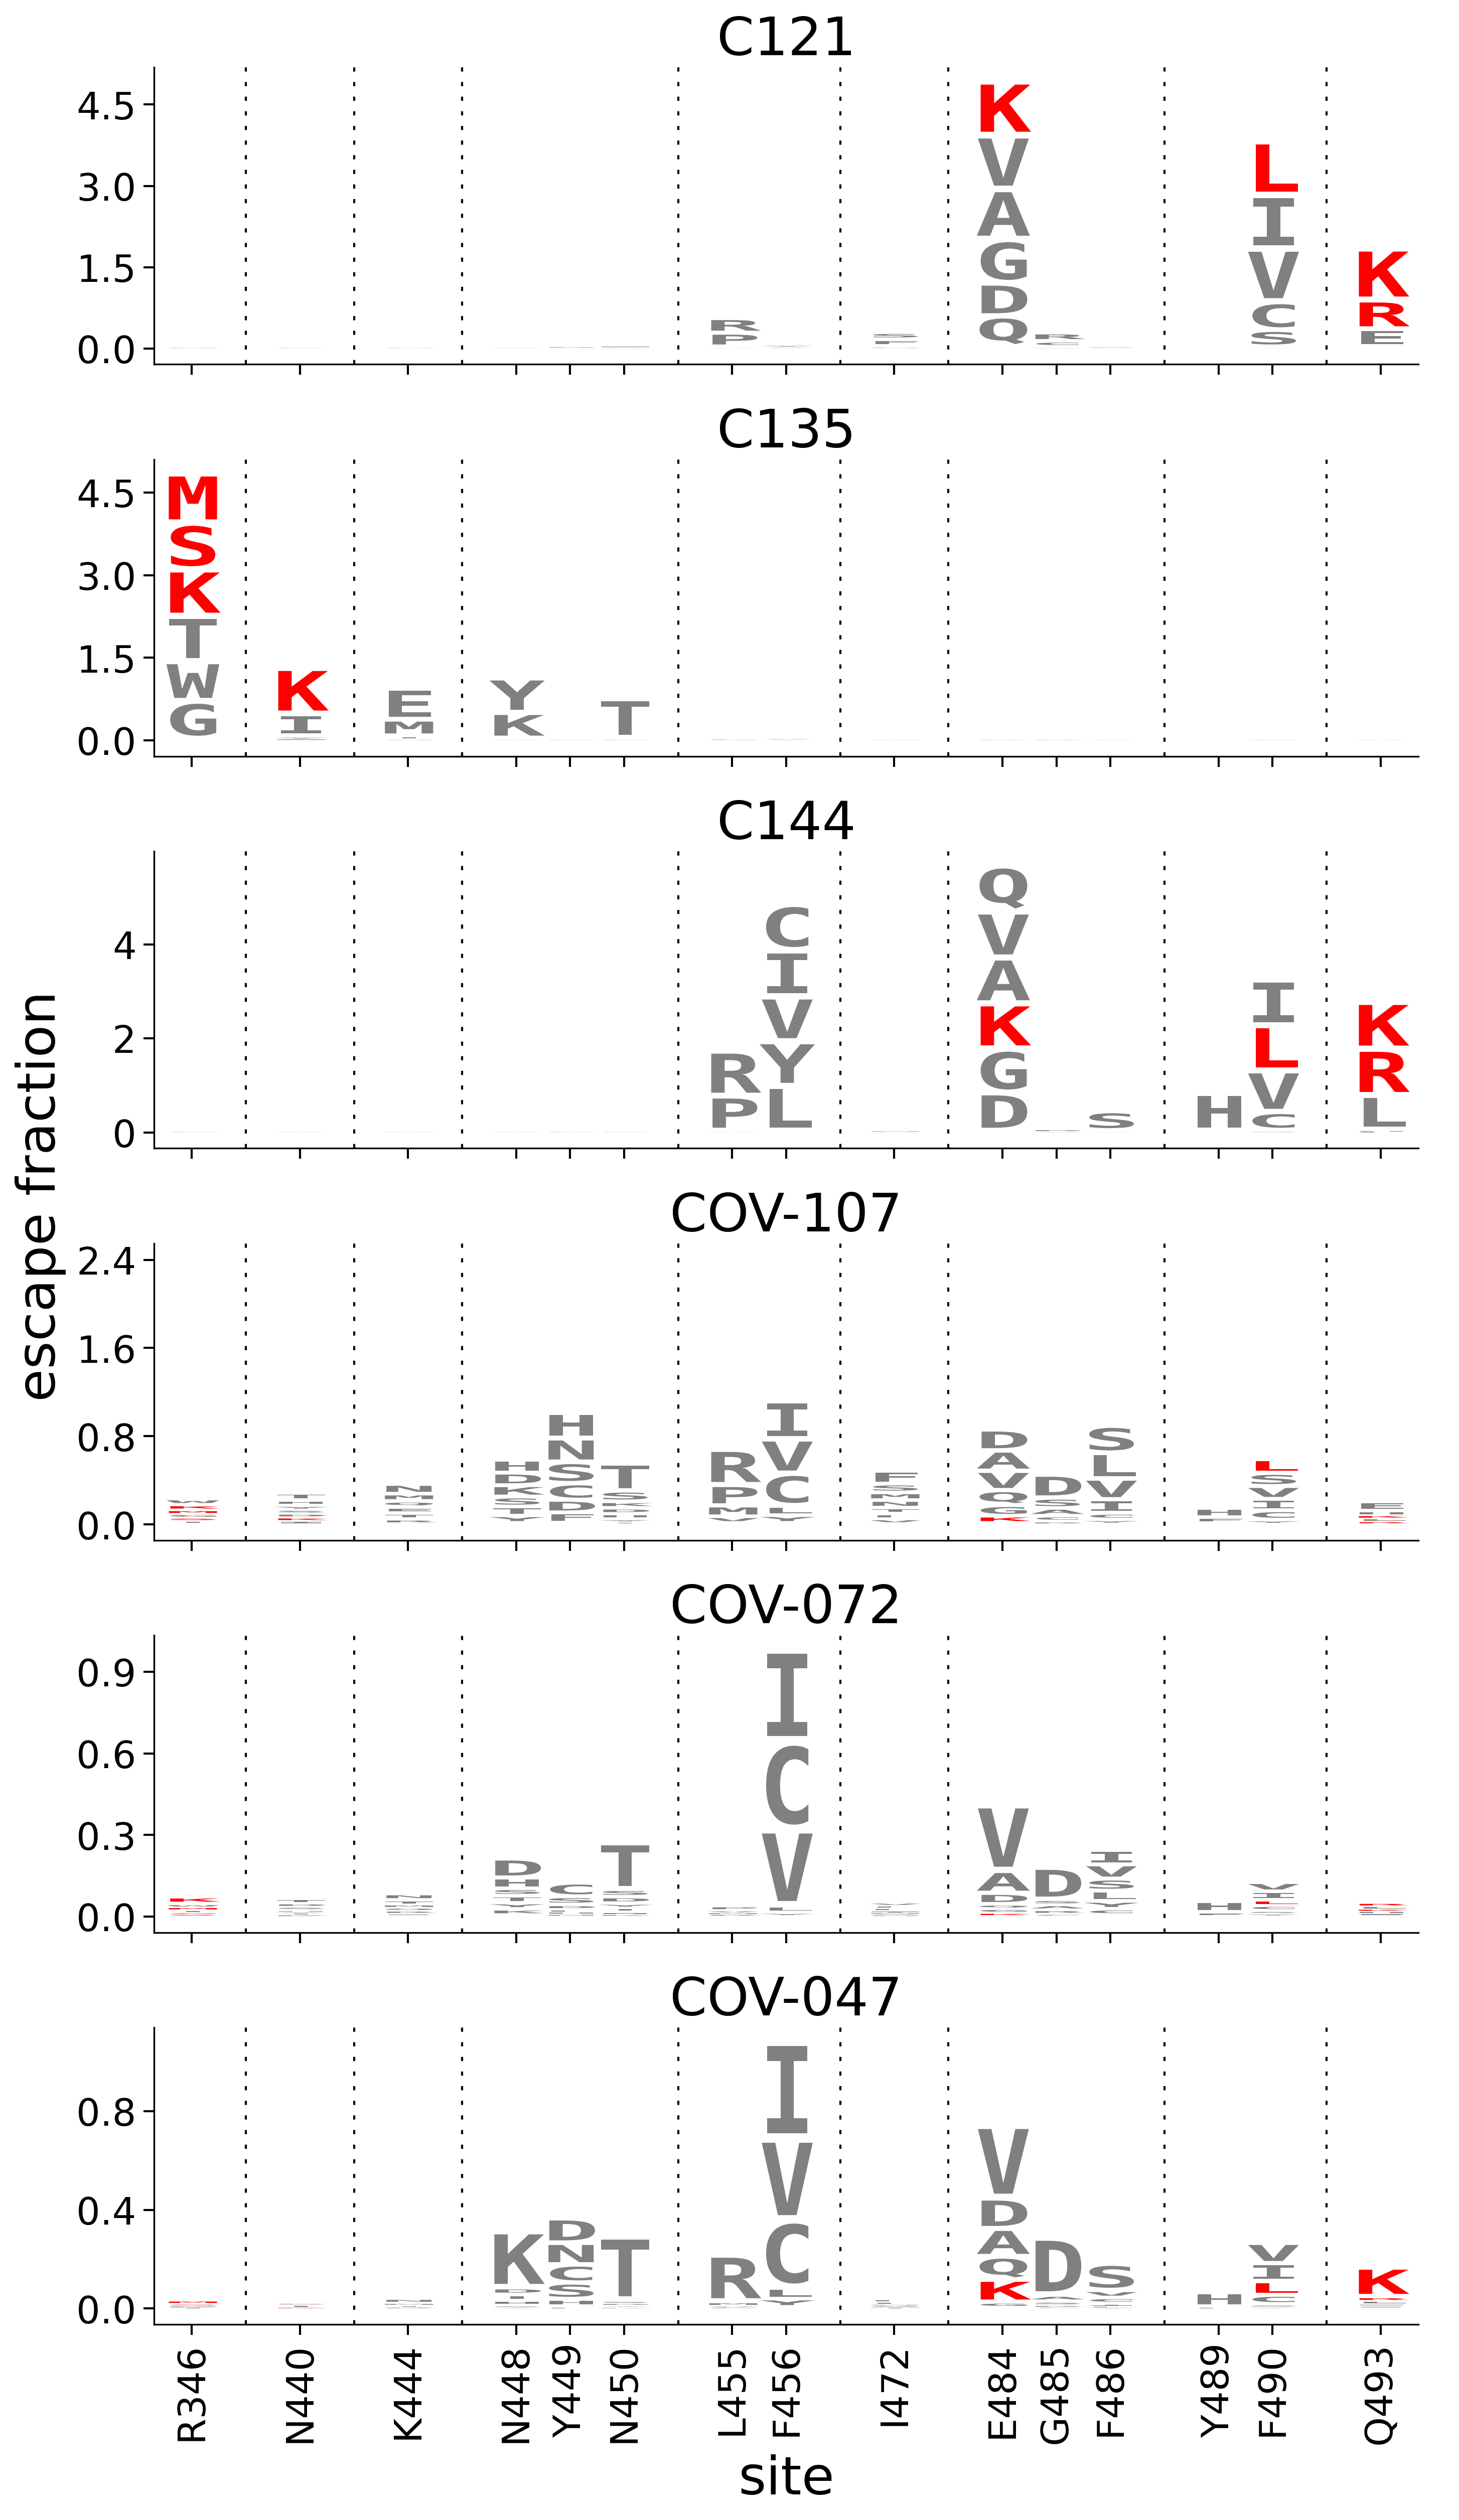 C121
4.5
3.0
1.5
0.0
R
P
K
V
A
G
D
Q
L
I
V
C
S
K
R
E
C135
4.5
3.0
1.5
0.0
M
S
K
T
W
G
K
I
E
M
Y
K
T
C144
4
2
0
R
P
C
I
V
Y
L
Q
V
A
K
G
D
S
H
I
L
V
C
K
R
L
escape fraction
COV-107
2.4
1.6
0.8
0.0
H
D
K
H
N
S
C
D
T
R
P
M
I
V
C
L
D
A
V
Q
G
K
D
S
S
L
V
I
H
L
S
V
I
C
COV-072
0.9
0.6
0.3
0.0
D
H
C
T
I
C
V
V
A
D
D
I
V
S
L
H
V
I
COV-047
0.8
0.4
0.0
K
D
N
C
S
H
T
R
I
V
C
L
V
D
A
Q
K
D
S
H
V
I
L
C
K
R346 N440 K444 N448 Y449 N450 L455 F456 I472 E484 G485 F486 Y489 F490 Q493
site